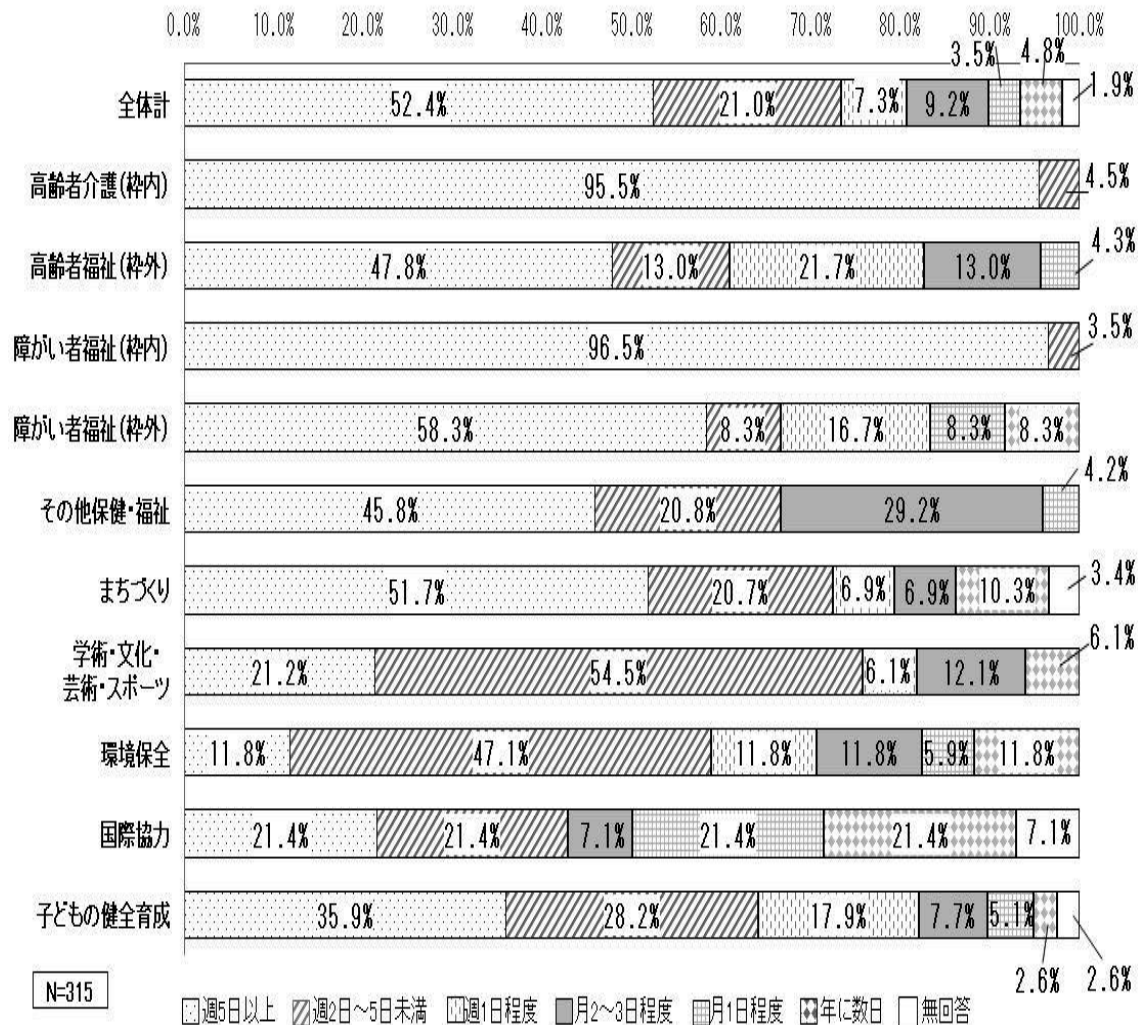 0.0% 10.0% 20.0% 30.0% 40.0% 50.0% 60.0% 70.0% 80.0% 90.0% 100.0%
3.5% 4.8%
全体計 52.4% 21.0% 7.3% 9.2% 1.9%
高齢者介護(枠内) 95.5% 4.5%
高齢者福祉(枠外) 47.8% 13.0% 21.7% 13.0% 4.3%
障がい者福祉(枠内) 96.5% 3.5%
障がい者福祉(枠外) 58.3% 8.3% 16.7% 8.3% 8.3%
その他保健・福祉 45.8% 20.8% 29.2% 4.2%
まちづくり 51.7% 20.7% 6.9% 6.9% 10.3% 3.4%
学術・文化・
芸術・スポーツ 21.2% 54.5% 6.1% 12.1% 6.1%
環境保全 11.8% 47.1% 11.8% 11.8% 5.9% 11.8%
国際協力 21.4% 21.4% 7.1% 21.4% 21.4% 7.1%
子どもの健全育成 35.9% 28.2% 17.9% 7.7% 5.1%
2.6% 2.6%
N=315 週5日以上 週2日～5日未満 週1日程度 月2～3日程度 月1日程度 年に数日 無回答